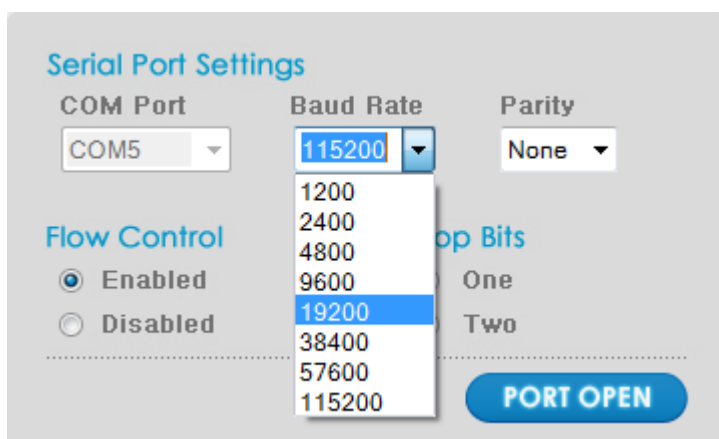 Serial Port Settings
COM Port Baud Rate Parity
COM5 115200 None
1200
2400
4800
9600
19200
38400
57600
115200
Flow Control op Bits
Enabled One
Disabled Two
PORT OPEN